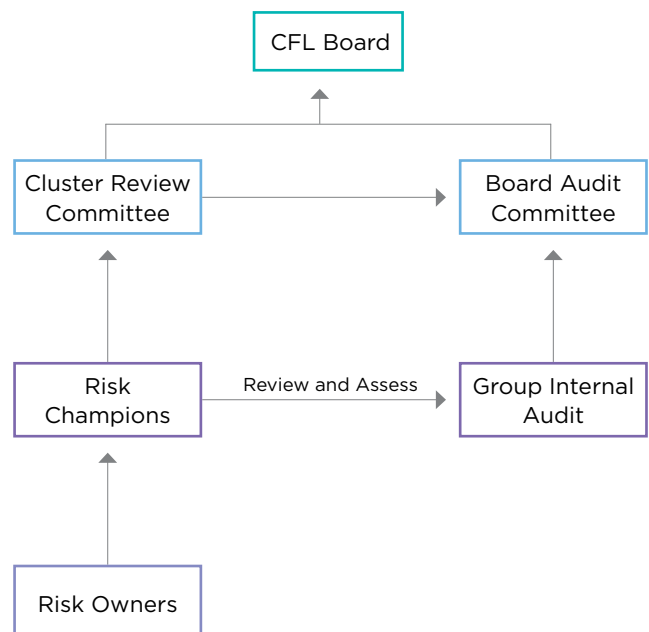 CFL Board
Cluster Review
Committee
Board Audit
Committee
Risk
Champions
Review and Assess
Group Internal
Audit
Risk Owners